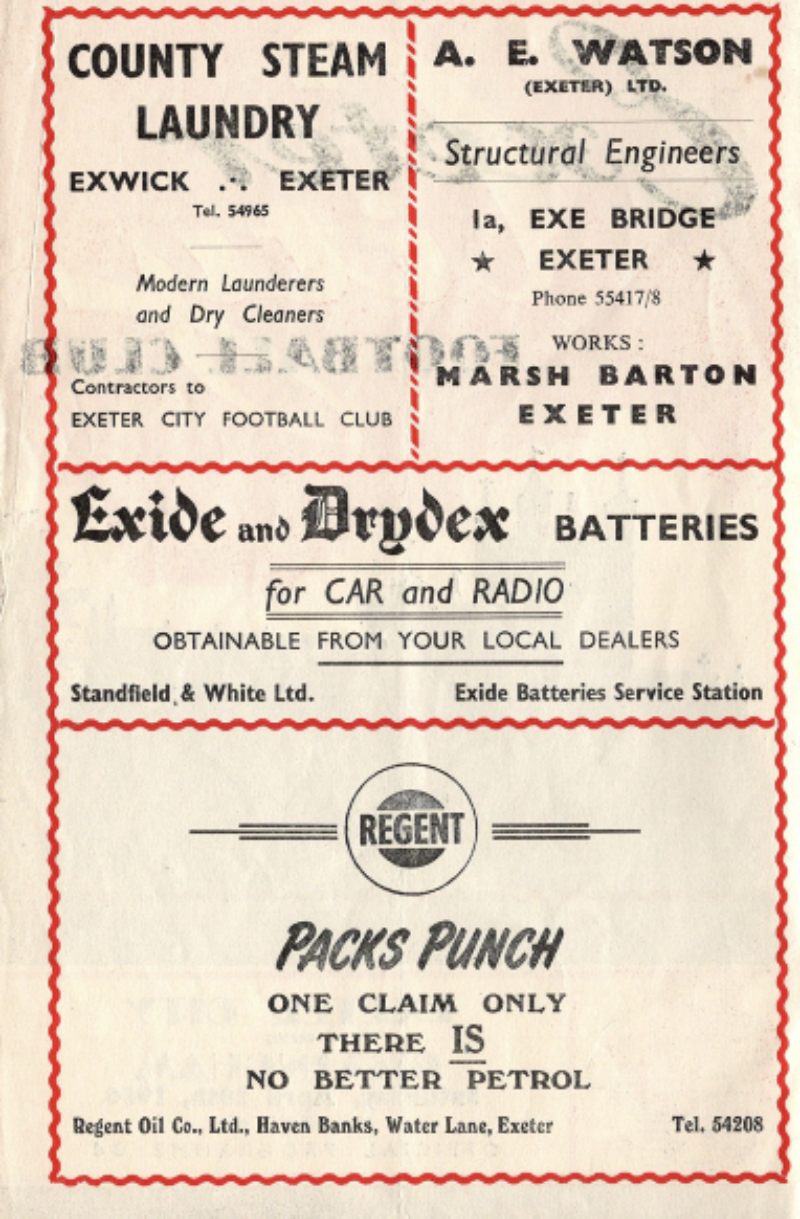 COUNTY STEAM
LAUNDRY
EXWICK .·. EXETER
Tel. 54965
Modern Launderers
and Dry Cleaners
Contractors to
EXETER CITY FOOTBALL CLUB
A. E. WATSON
(EXETER) LTD.
Structural Engineers
1a, EXE BRIDGE
★ EXETER ★
Phone 55417/8
WORKS :
MARSH BARTON
EXETER
Exide and Drydex BATTERIES
for CAR and RADIO
OBTAINABLE FROM YOUR LOCAL DEALERS
Standfield & White Ltd. Exide Batteries Service Station
REGENT
PACKS PUNCH
ONE CLAIM ONLY
THERE IS
NO BETTER PETROL
Regent Oil Co., Ltd., Haven Banks, Water Lane, Exeter Tel. 54208
FOOTBALL CLUB